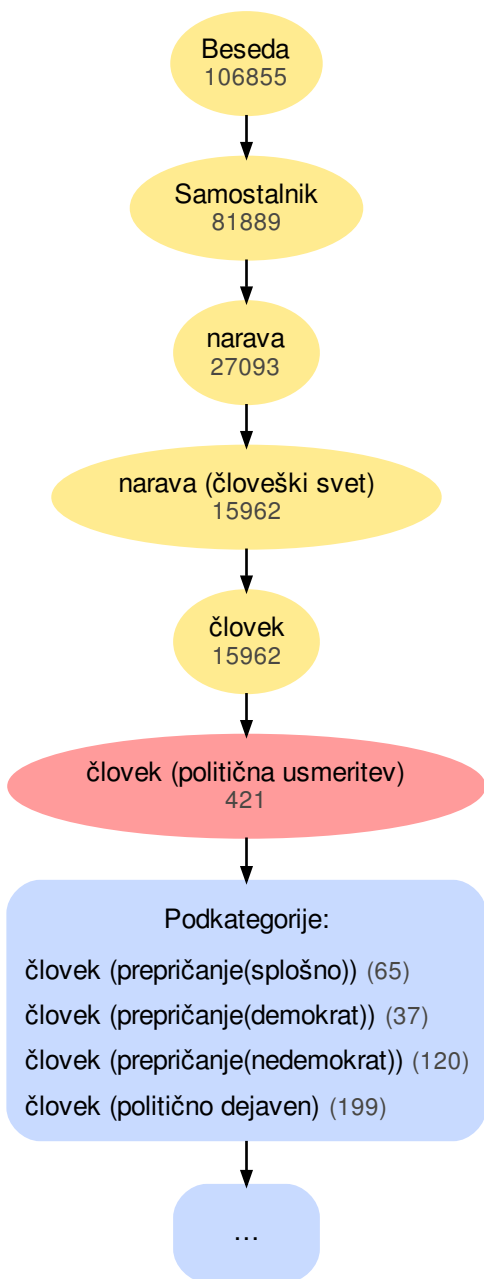 Beseda
106855
Samostalnik
81889
narava
27093
narava (človeški svet)
15962
človek
15962
človek (politična usmeritev)
421
Podkategorije:
človek (prepričanje(splošno)) (65)
človek (prepričanje(demokrat)) (37)
človek (prepričanje(nedemokrat)) (120)
človek (politično dejaven) (199)
...